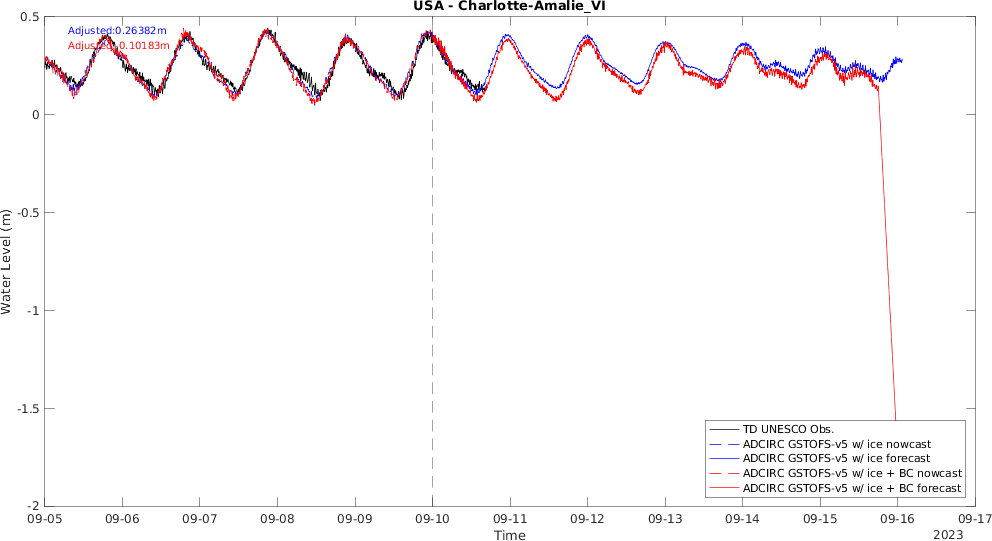 USA - Charlotte-Amalie_VI
Adjusted:0.26382m
Adjusted:-0.10183m
Water Level (m)
0.5
0
-0.5
-1
-1.5
-2
TD UNESCO Obs.
ADCIRC GSTOFS-v5 w/ ice nowcast
ADCIRC GSTOFS-v5 w/ ice forecast
ADCIRC GSTOFS-v5 w/ ice + BC nowcast
ADCIRC GSTOFS-v5 w/ ice + BC forecast
09-05 09-06 09-07 09-08 09-09 09-10 09-11 09-12 09-13 09-14 09-15 09-16 09-17
Time
2023